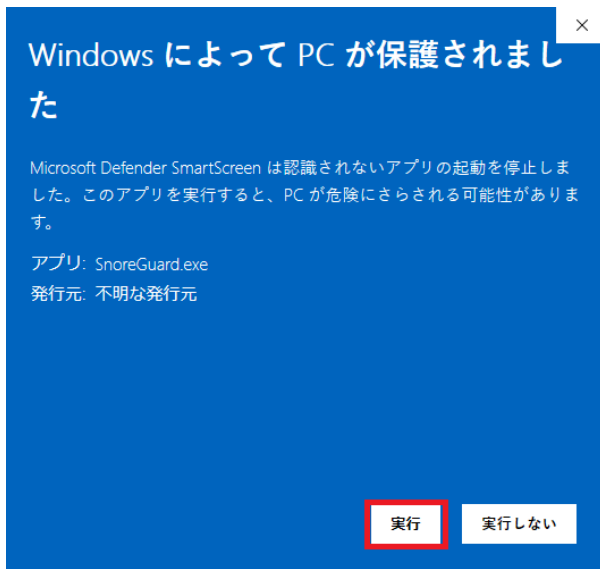 Windows によって PC が保護されまし
た
Microsoft Defender SmartScreen は認識されないアプリの起動を停止しま
した。このアプリを実行すると、PC が危険にさらされる可能性がありま
す。
アプリ: SnoreGuard.exe
発行元: 不明な発行元
実行 実行しない